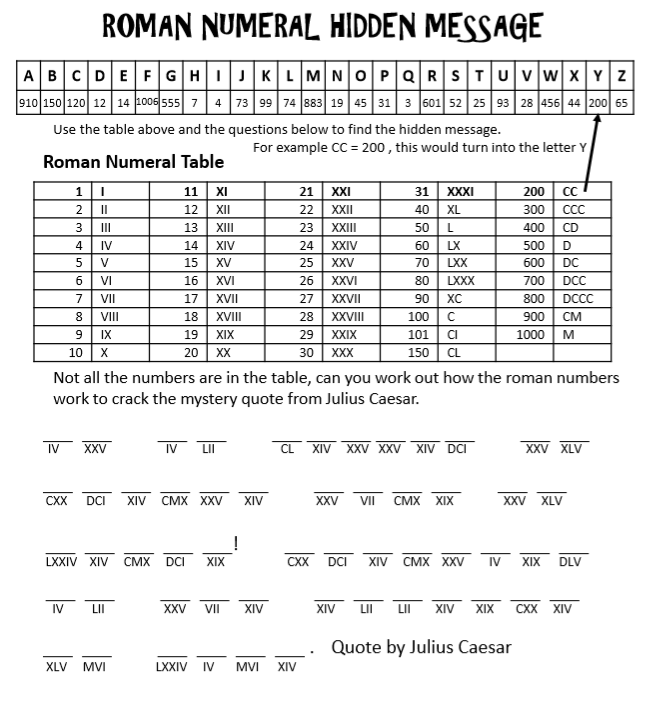 ROMAN NUMERAL HIDDEN MESSAGE
A B C D E F G H I J K L M N O P Q R S T U V W X Y Z
910 150 120 12 14 1006 555 7 4 73 99 74 883 19 45 31 3 601 52 25 93 28 456 44 200 65
Use the table above and the questions below to find the hidden message.
For example CC = 200 , this would turn into the letter Y
Roman Numeral Table
1 I 11 XI 21 XXI 31 XXXI 200 CC
2 II 12 XII 22 XXII 40 XL 300 CCC
3 III 13 XIII 23 XXIII 50 L 400 CD
4 IV 14 XIV 24 XXIV 60 LX 500 D
5 V 15 XV 25 XXV 70 LXX 600 DC
6 VI 16 XVI 26 XXVI 80 LXXX 700 DCC
7 VII 17 XVII 27 XXVII 90 XC 800 DCCC
8 VIII 18 XVIII 28 XXVIII 100 C 900 CM
9 IX 19 XIX 29 XXIX 101 CI 1000 M
10 X 20 XX 30 XXX 150 CL
Not all the numbers are in the table, can you work out how the roman numbers
work to crack the mystery quote from Julius Caesar.
IV XXV IV LII CL XIV XXV XXV XIV DCI XXV XLV
CXX DCI XIV CMX XXV XIV XXV VII CMX XIX XXV XLV
LXXIV XIV CMX DCI XIX ! CXX DCI XIV CMX XXV IV XIX DLV
IV LII XXV VII XIV XIV LII LII XIV XIX CXX XIV
XLV MVI LXXIV IV MVI XIV . Quote by Julius Caesar